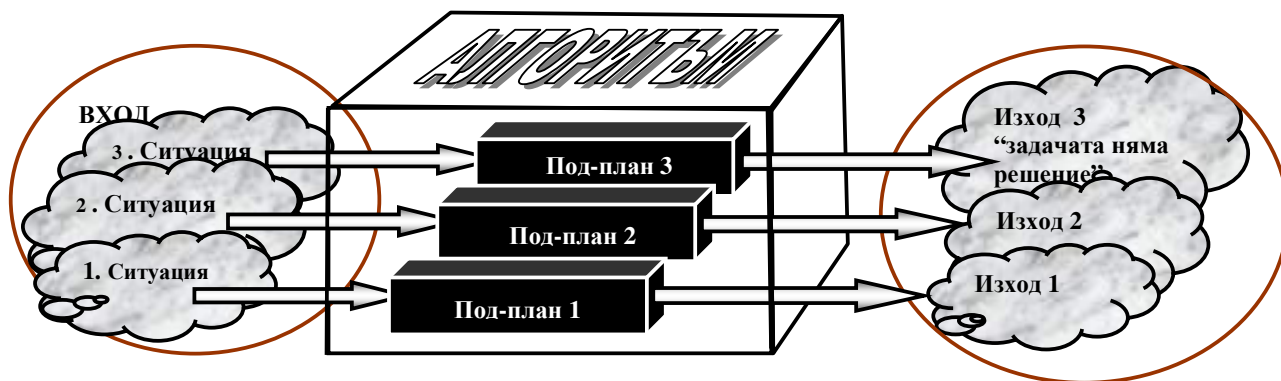 АЛГОРИТЪМ
ВХОД
3 . Ситуация
2 . Ситуация
1. Ситуация
Под-план 3
Под-план 2
Под-план 1
Изход 3
“задачата няма
решение”
Изход 2
Изход 1